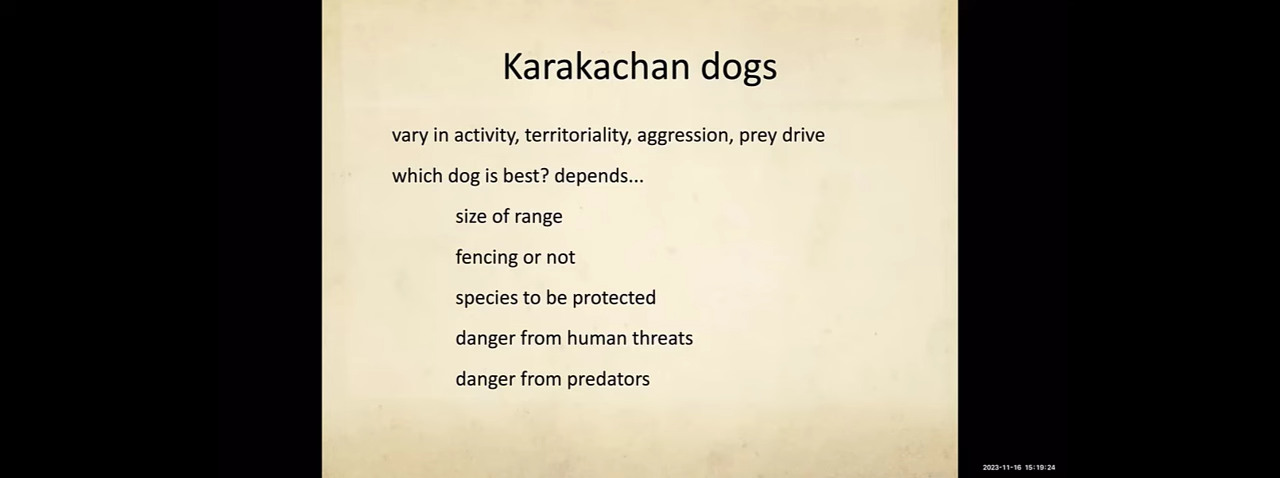 Karakachan dogs
vary in activity, territoriality, aggression, prey drive
which dog is best? depends...
size of range
fencing or not
species to be protected
danger from human threats
danger from predators
2023-11-16 15:19:24